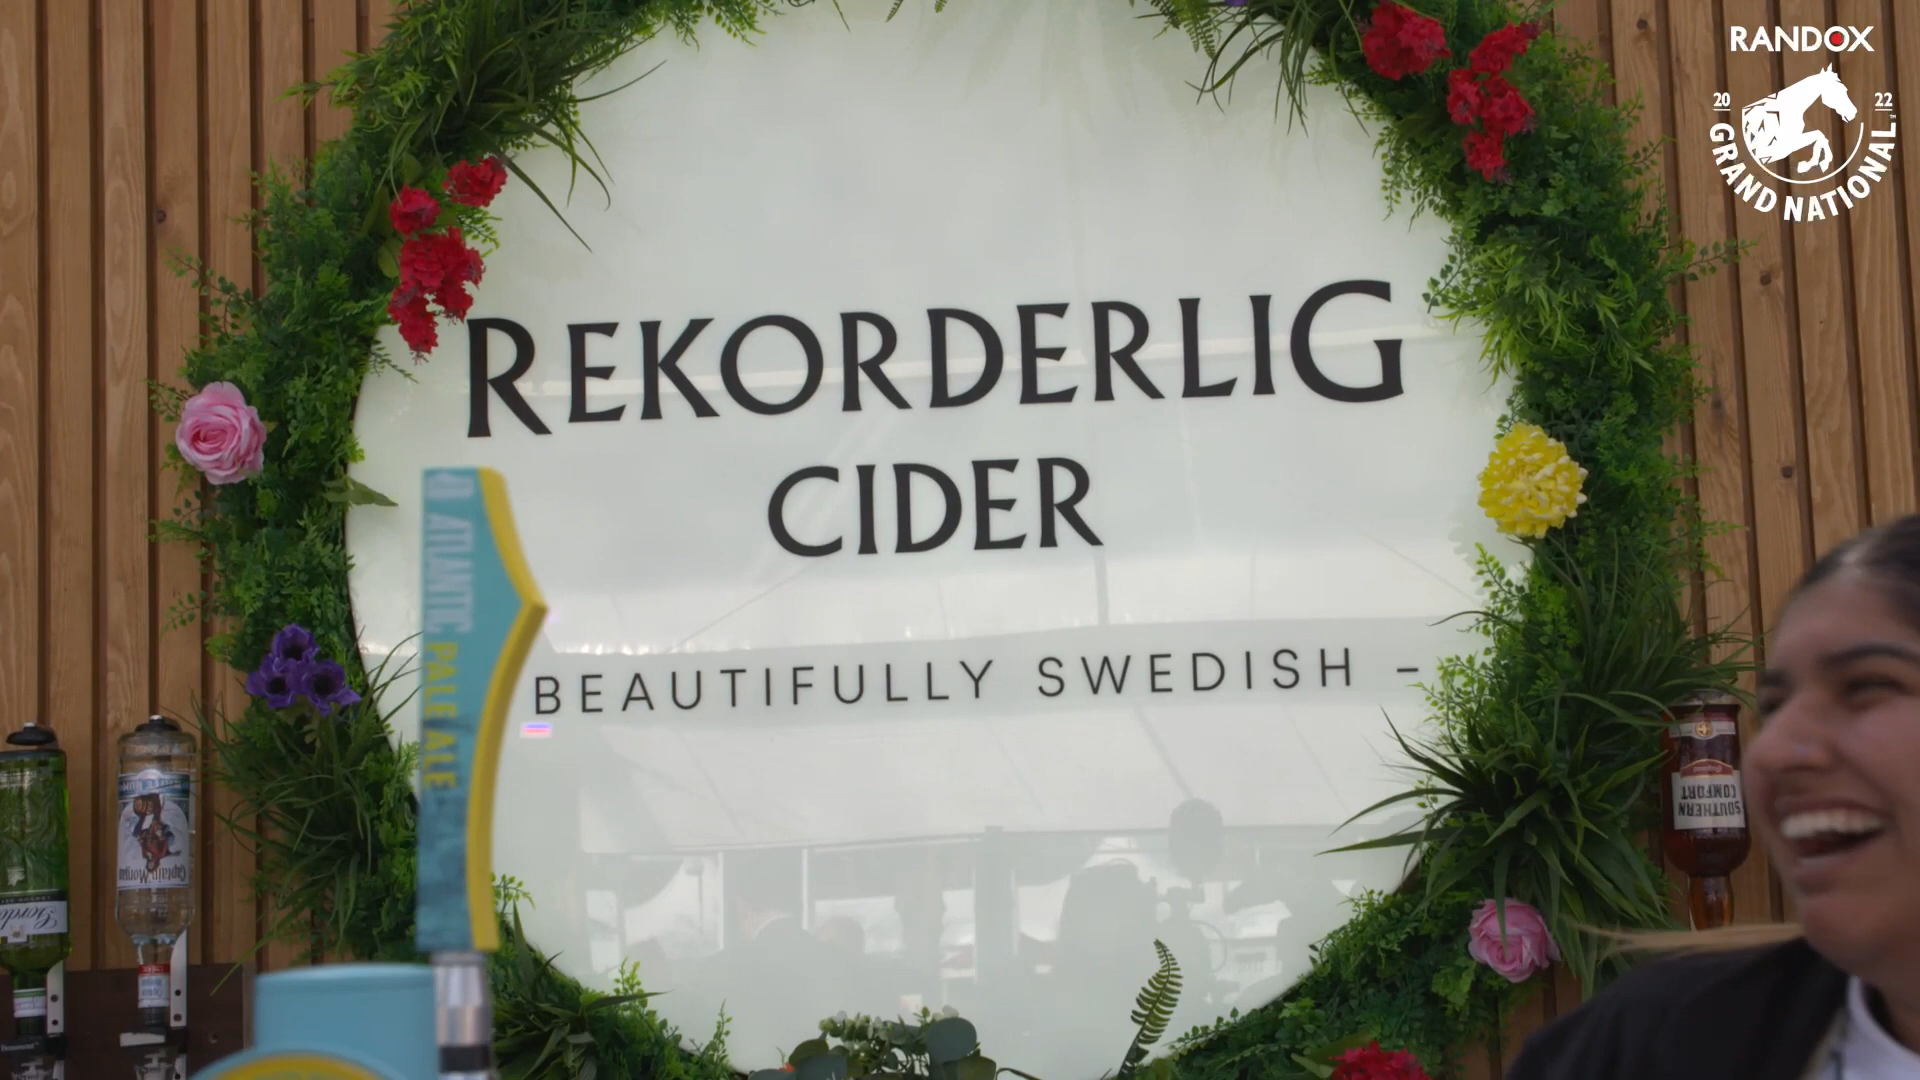 RANDOX
20 22
GRAND NATIONAL
REKORDERLIG
CIDER
BEAUTIFULLY SWEDISH –
ATLANTIC
PALE ALE
SOUTHERN
COMFORT
Captain Morgan